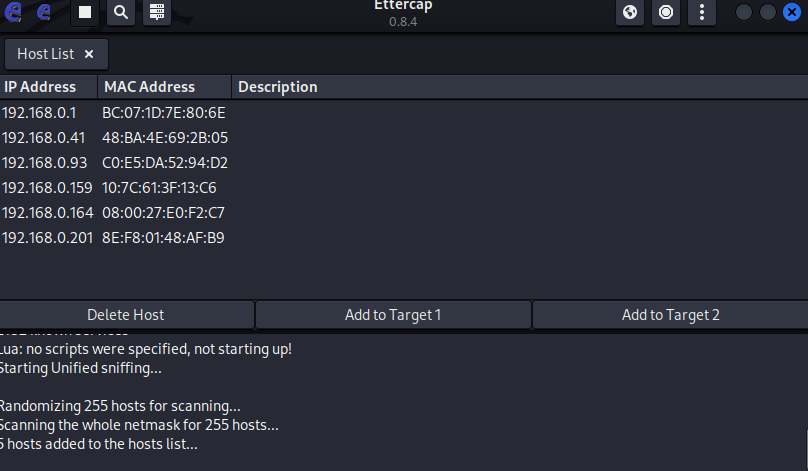 Ettercap
0.8.4
Host List
IP Address MAC Address Description
192.168.0.1 BC:07:1D:7E:80:6E
192.168.0.41 48:BA:4E:69:2B:05
192.168.0.93 C0:E5:DA:52:94:D2
192.168.0.159 10:7C:61:3F:13:C6
192.168.0.164 08:00:27:E0:F2:C7
192.168.0.201 8E:F8:01:48:AF:B9
Delete Host Add to Target 1 Add to Target 2
known services
Lua: no scripts were specified, not starting up!
Starting Unified sniffing...
Randomizing 255 hosts for scanning...
Scanning the whole netmask for 255 hosts...
hosts added to the hosts list...